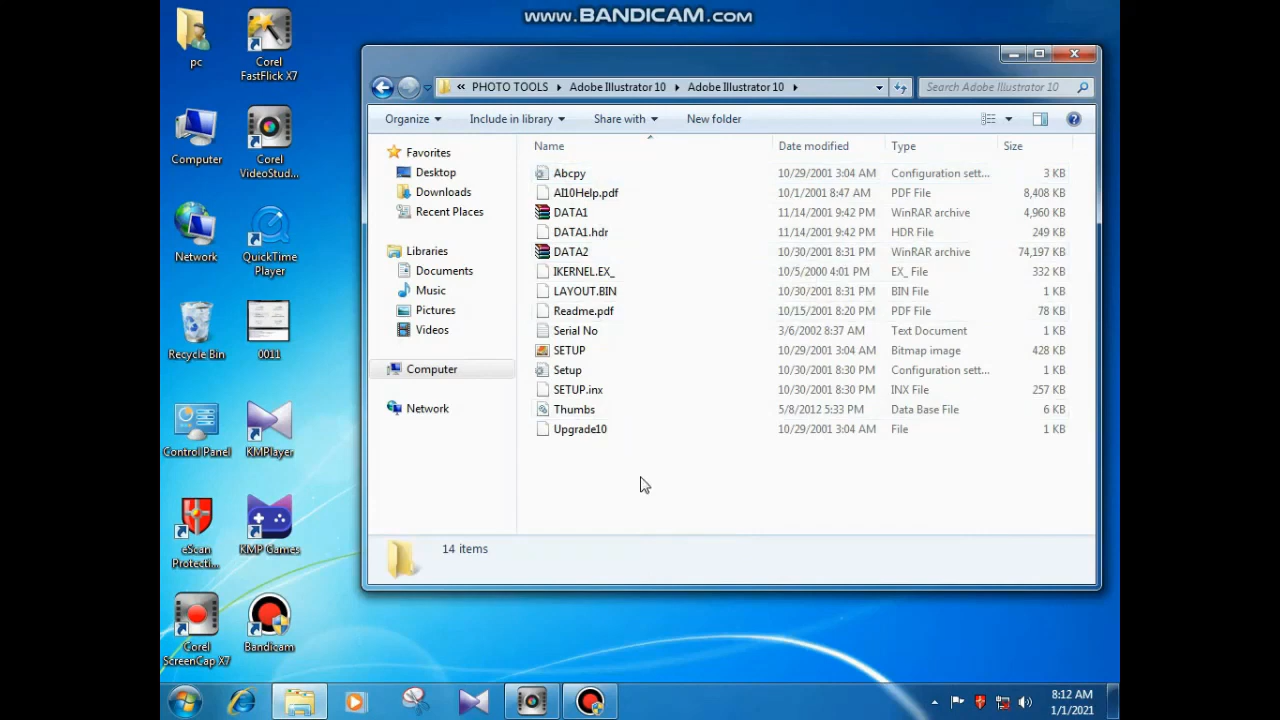 www.BANDICAM.com
pc
Corel
FastFlick X7
Computer
Corel
VideoStud...
Network
QuickTime
Player
Recycle Bin
0011
Control Panel
KMPlayer
eScan
Protecti...
KMP Games
Corel
ScreenCap X7
Bandicam
« PHOTO TOOLS Adobe Illustrator 10 Adobe Illustrator 10
Search Adobe Illustrator 10
Organize Include in library Share with New folder
Favorites
Desktop
Downloads
Recent Places
Libraries
Documents
Music
Pictures
Videos
Computer
Network
Name Date modified Type Size
Abcpy 10/29/2001 3:04 AM Configuration sett... 3 KB
AI10Help.pdf 10/1/2001 8:47 AM PDF File 8,408 KB
DATA1 11/14/2001 9:42 PM WinRAR archive 4,960 KB
DATA1.hdr 11/14/2001 9:42 PM HDR File 249 KB
DATA2 10/30/2001 8:31 PM WinRAR archive 74,197 KB
IKERNEL.EX_ 10/5/2000 4:01 PM EX_ File 332 KB
LAYOUT.BIN 10/30/2001 8:31 PM BIN File 1 KB
Readme.pdf 10/15/2001 8:20 PM PDF File 78 KB
Serial No 3/6/2002 8:37 AM Text Document 1 KB
SETUP 10/29/2001 3:04 AM Bitmap image 428 KB
Setup 10/30/2001 8:30 PM Configuration sett... 1 KB
SETUP.inx 10/30/2001 8:30 PM INX File 257 KB
Thumbs 5/8/2012 5:33 PM Data Base File 6 KB
Upgrade10 10/29/2001 3:04 AM File 1 KB
14 items
8:12 AM
1/1/2021